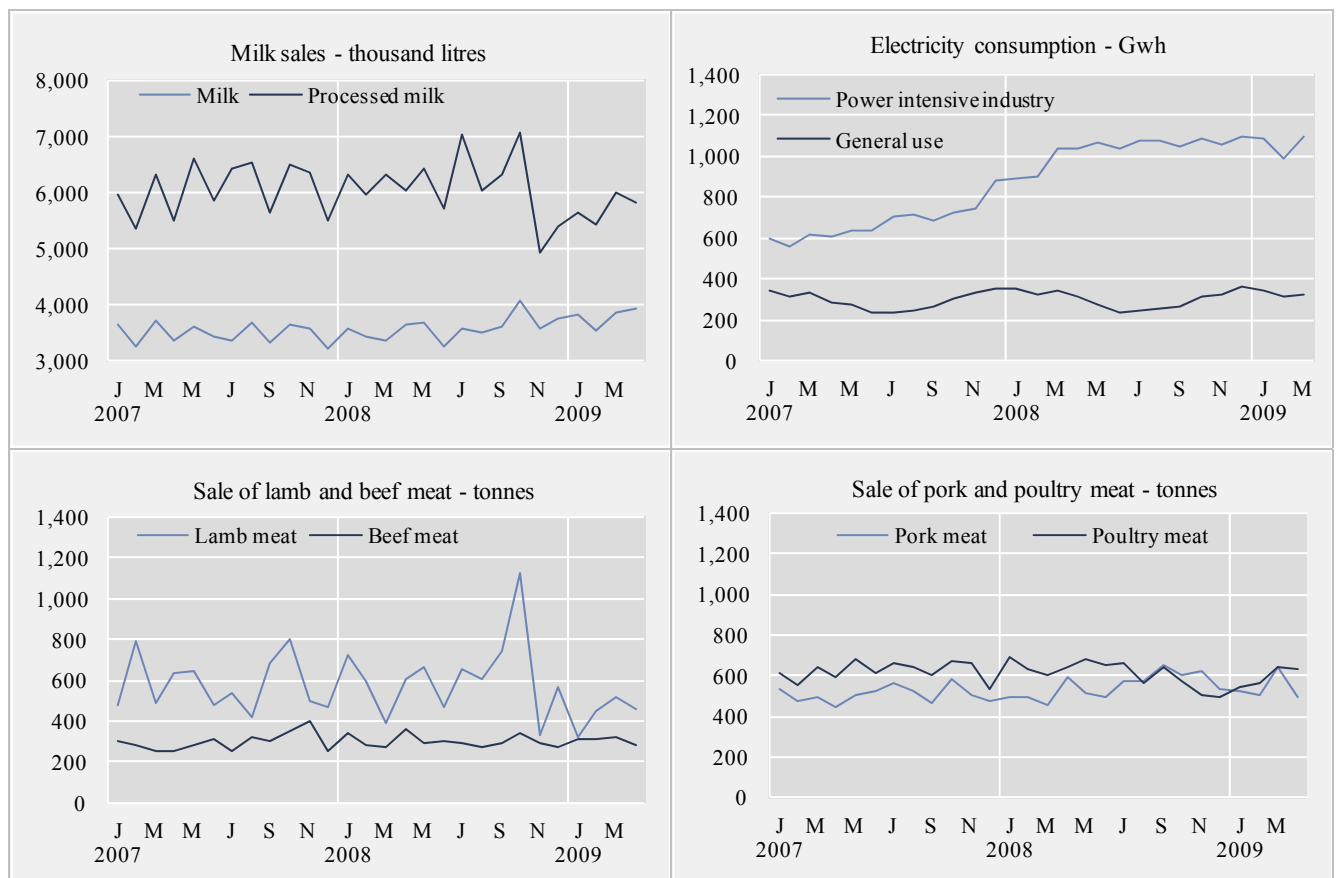 Milk sales - thousand litres
8,000
Milk Processed milk
7,000
6,000
5,000
4,000
3,000
J M M J S N J M M J S N J M
2007 2008 2009
Electricity consumption - Gwh
1,400
Power intensive industry
1,200
General use
1,000
800
600
400
200
0
J M M J S N J M M J S N J M
2007 2008 2009
Sale of lamb and beef meat - tonnes
1,400
Lamb meat Beef meat
1,200
1,000
800
600
400
200
0
J M M J S N J M M J S N J M
2007 2008 2009
Sale of pork and poultry meat - tonnes
1,400
Pork meat Poultry meat
1,200
1,000
800
600
400
200
0
J M M J S N J M M J S N J M
2007 2008 2009